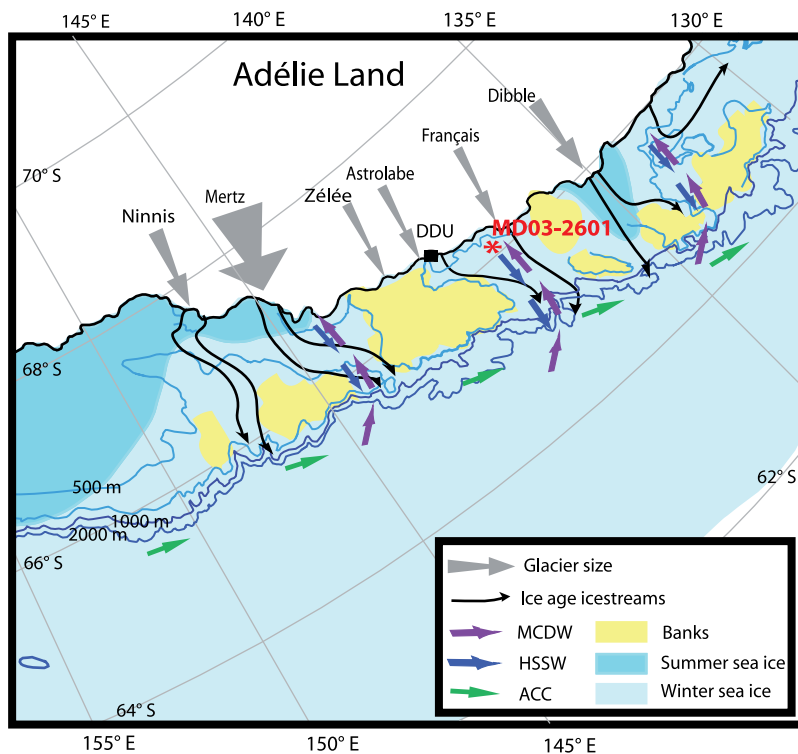 145° E
140° E
135° E
130° E
Adélie Land
Dibble
Français
Astrolabe
Zélée
Mertz
Ninnis
DDU
MD03-2601
*
70° S
68° S
66° S
64° S
62° S
500 m
1000 m
2000 m
Glacier size
Ice age icestreams
MCDW
Banks
HSSW
Summer sea ice
ACC
Winter sea ice
155° E
150° E
145° E